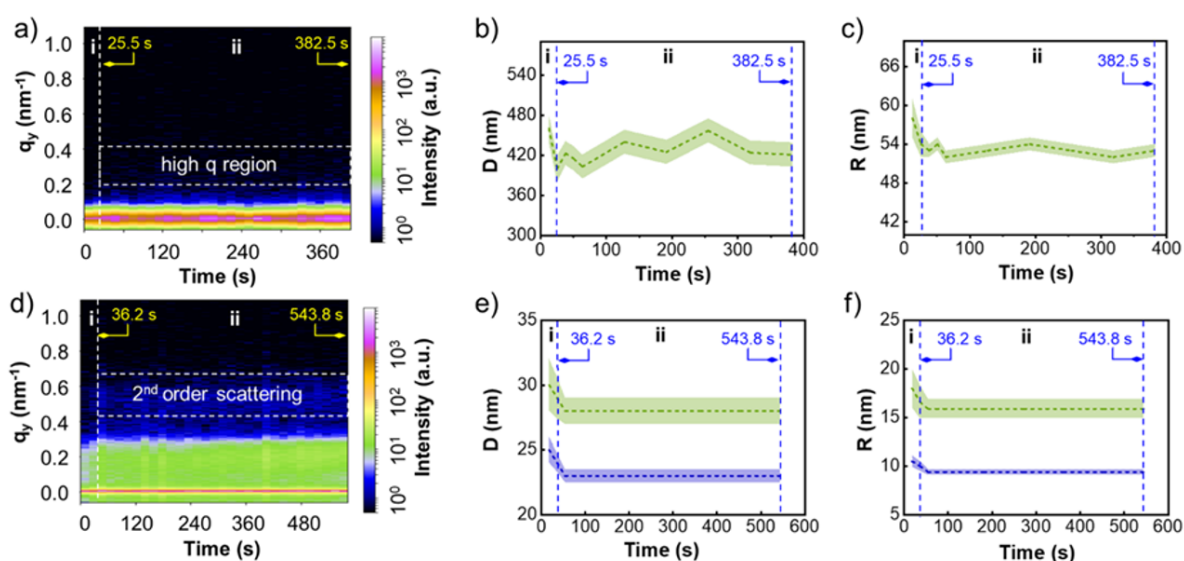 a)
i
25.5 s
ii
382.5 s
1.0
0.8
0.6
0.4
0.2
0.0
qy (nm-1)
high q region
0
120
240
360
Time (s)
10^3
10^2
10^1
10^0
Intensity (a.u.)
b)
i
ii
25.5 s
382.5 s
540
480
420
360
300
D (nm)
0
100
200
300
400
Time (s)
c)
i
ii
25.5 s
382.5 s
66
60
54
48
42
R (nm)
0
100
200
300
400
Time (s)
d)
i
36.2 s
ii
543.8 s
1.0
0.8
0.6
0.4
0.2
0.0
qy (nm-1)
2nd order scattering
0
120
240
360
480
Time (s)
10^3
10^2
10^1
10^0
Intensity (a.u.)
e)
i
ii
36.2 s
543.8 s
35
30
25
20
D (nm)
0
100
200
300
400
500
600
Time (s)
f)
i
ii
36.2 s
543.8 s
25
20
15
10
5
R (nm)
0
100
200
300
400
500
600
Time (s)